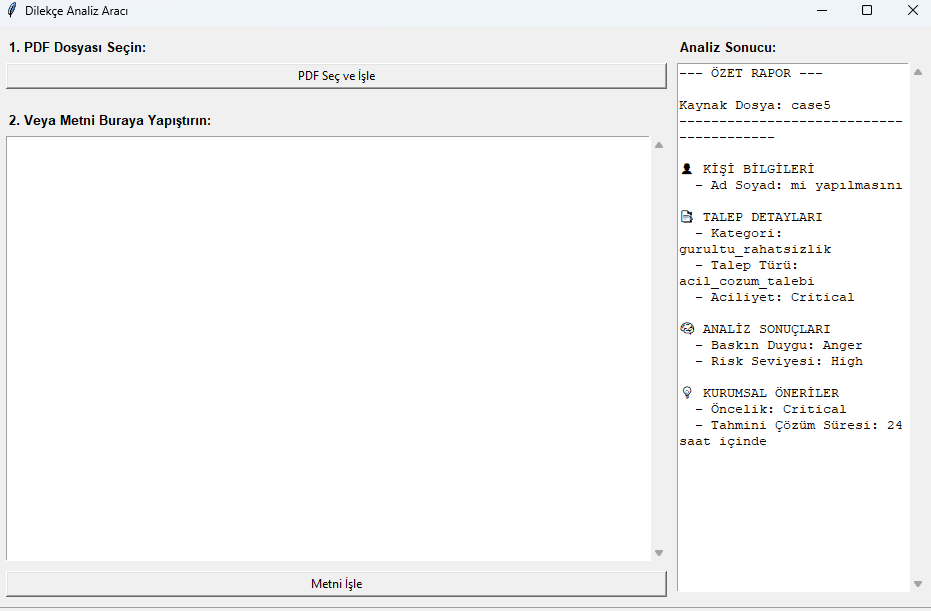 Dilekçe Analiz Aracı
1. PDF Dosyası Seçin:
PDF Seç ve İşle
2. Veya Metni Buraya Yapıştırın:
Metni İşle
Analiz Sonucu:
--- ÖZET RAPOR ---
Kaynak Dosya: case5
----------------------------
------------
👤 KİŞİ BİLGİLERİ
- Ad Soyad: mi yapılmasını
📑 TALEP DETAYLARI
- Kategori:
gurultu_rahatsizlik
- Talep Türü:
acil_cozum_talebi
- Aciliyet: Critical
🧠 ANALİZ SONUÇLARI
- Baskın Duygu: Anger
- Risk Seviyesi: High
💡 KURUMSAL ÖNERİLER
- Öncelik: Critical
- Tahmini Çözüm Süresi: 24
saat içinde